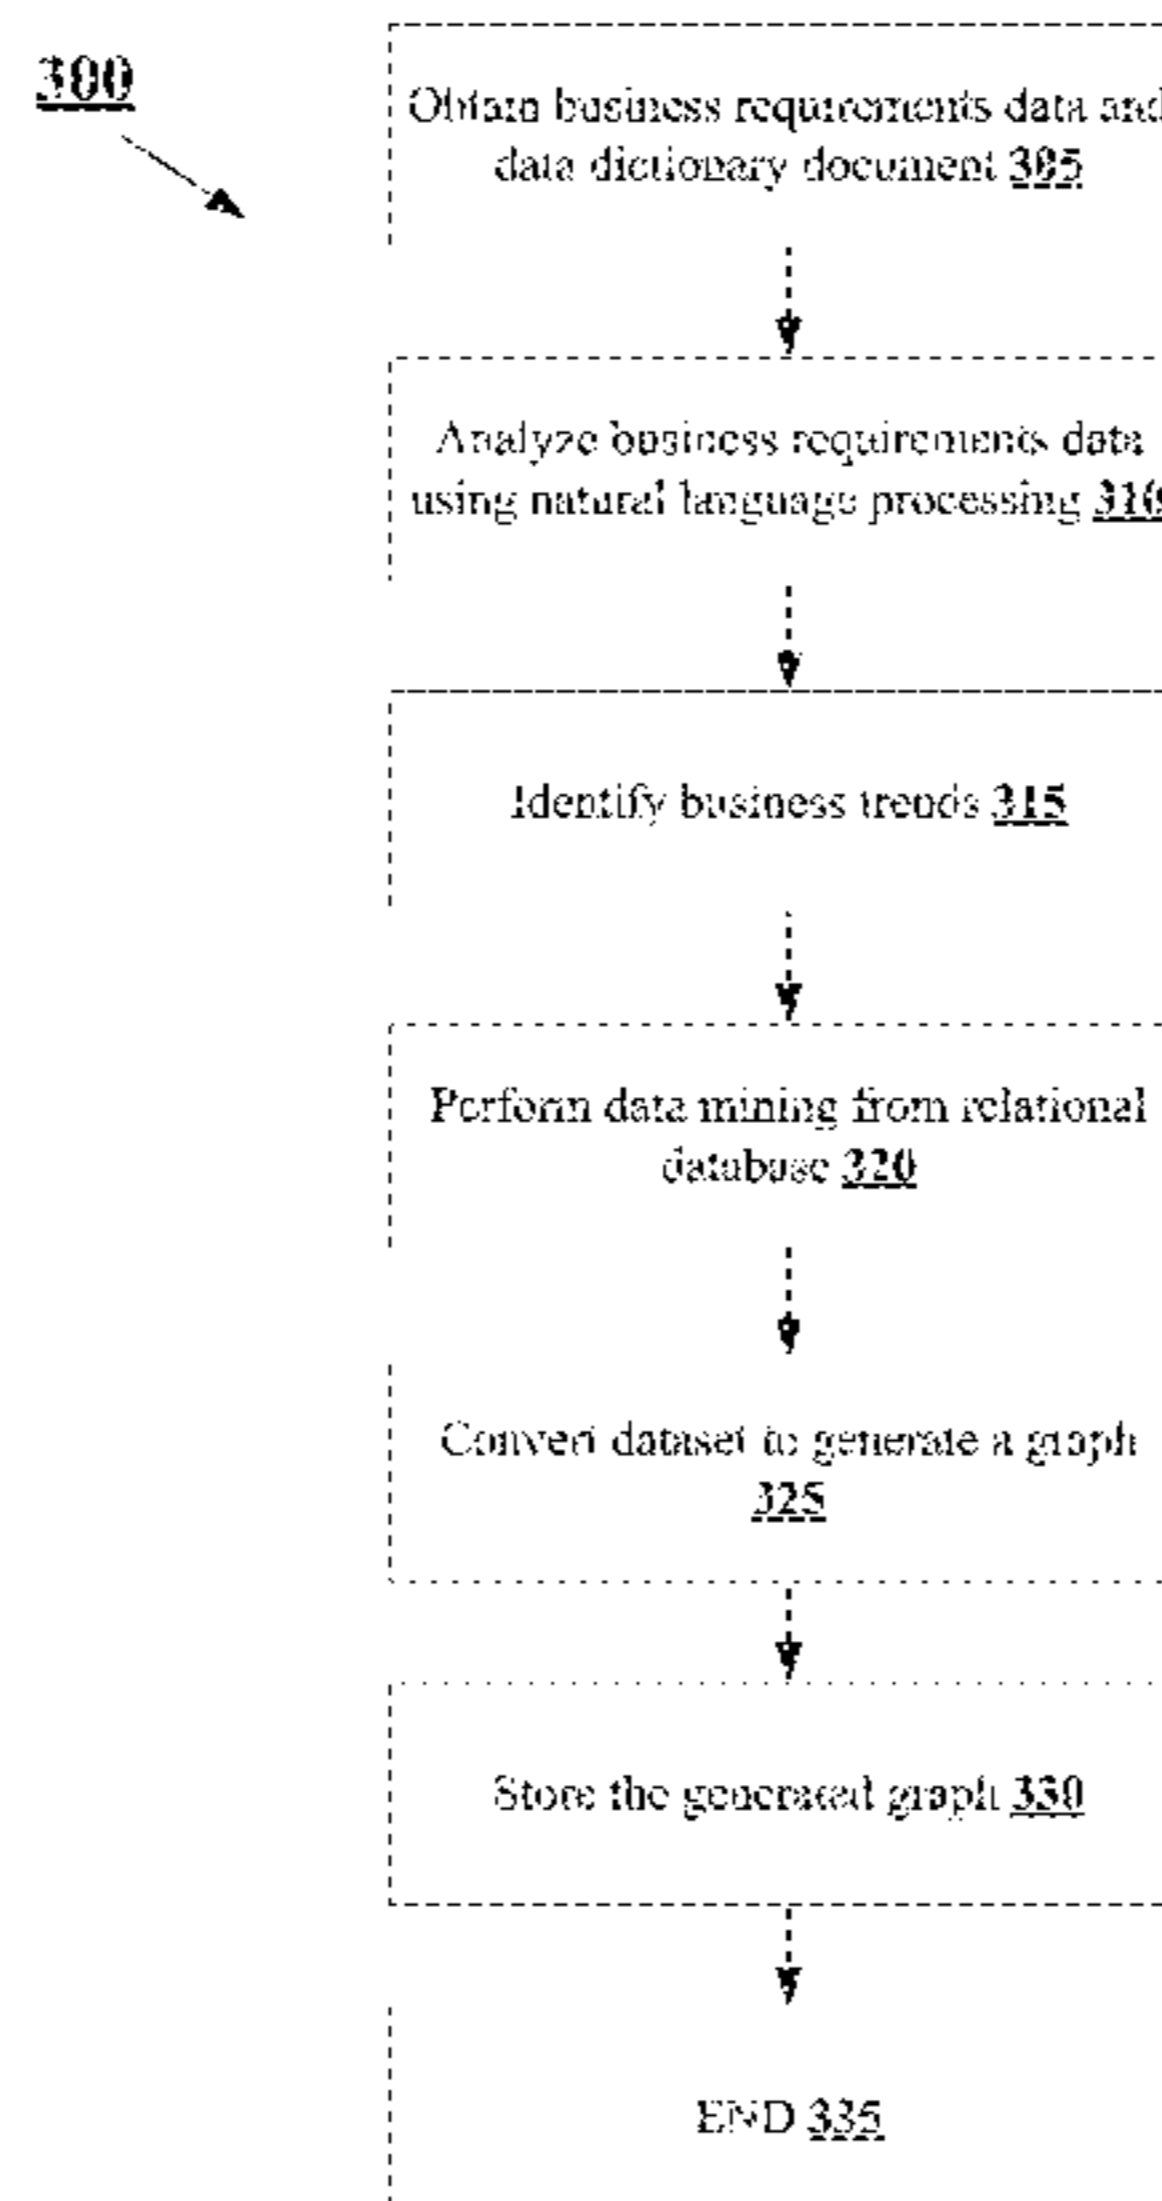 300
Obtain business requirements data and
data dictionary document 305
Analyze business requirements data
using natural language processing 310
Identify business trends 315
Perform data mining from relational
database 320
Convert dataset to generate a graph
325
Store the generated graph 330
END 335